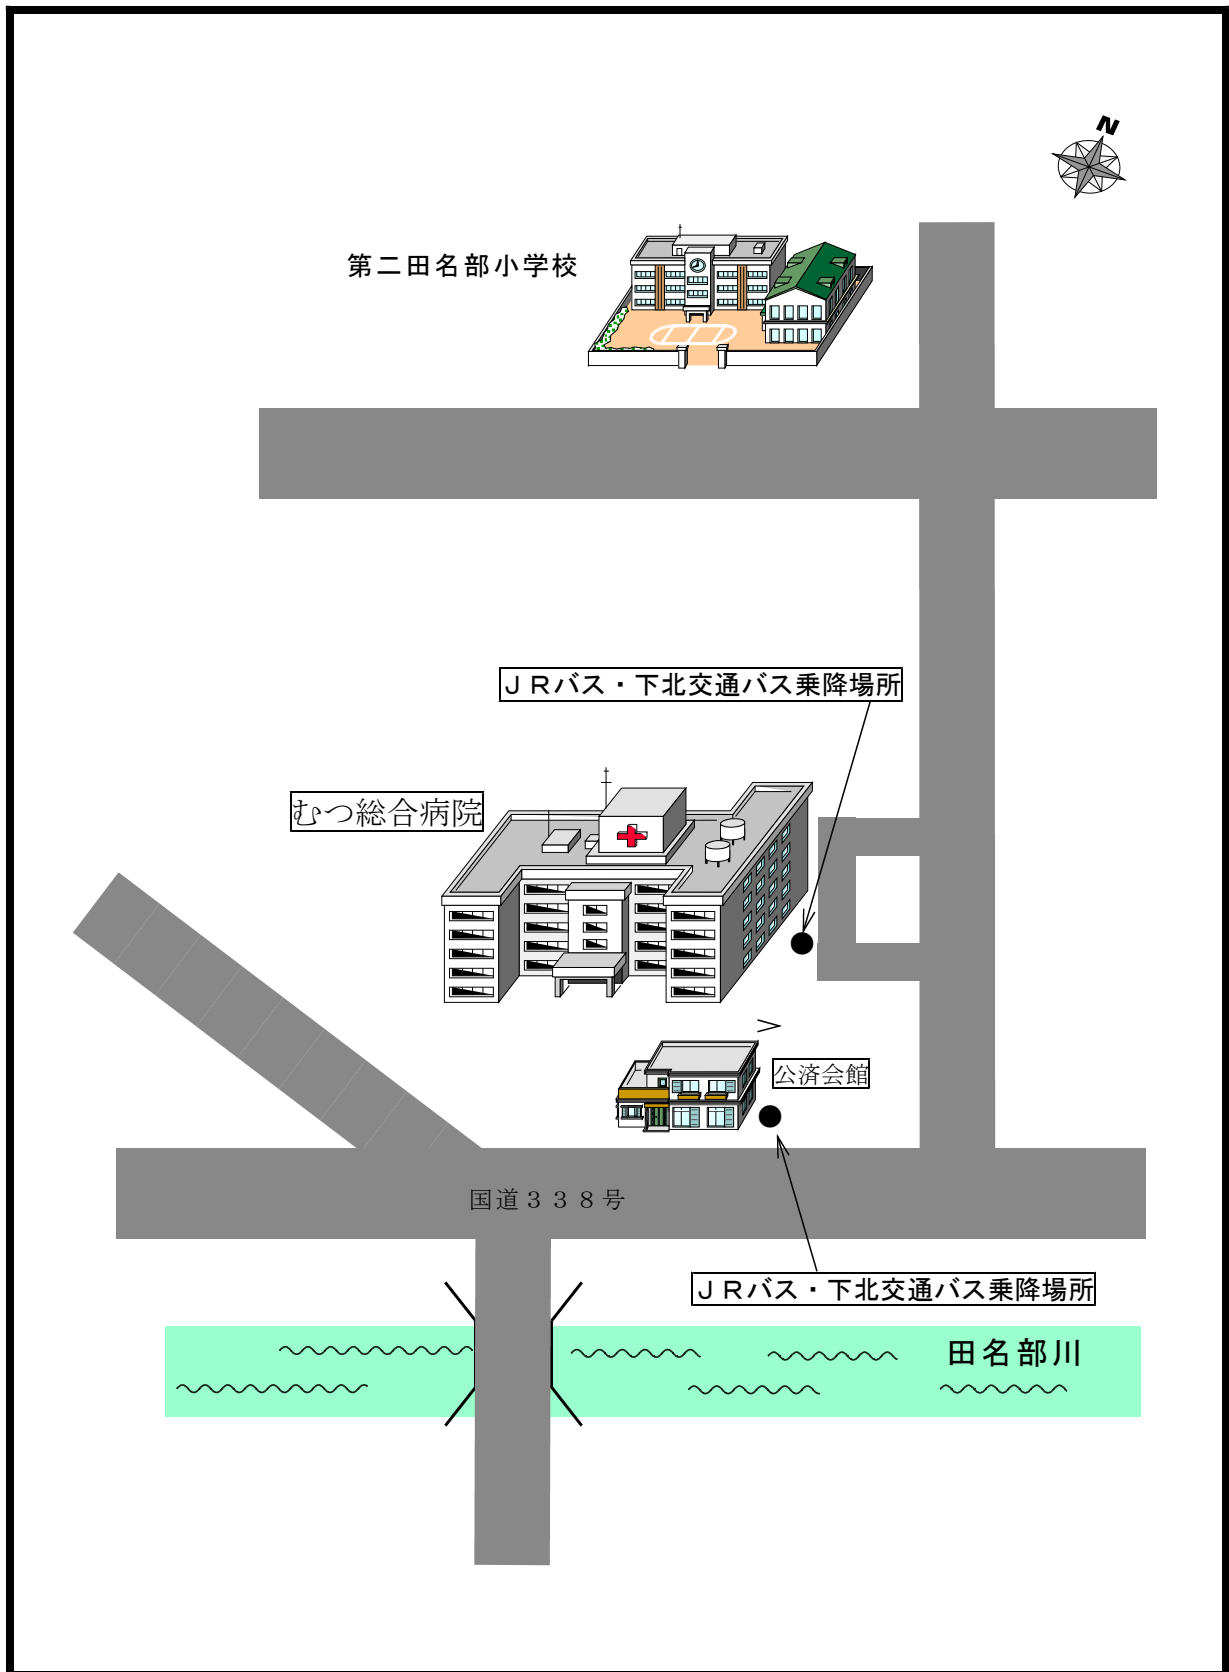 N
第二田名部小学校
ＪＲバス・下北交通バス乗降場所
むつ総合病院
公済会館
国道３３８号
ＪＲバス・下北交通バス乗降場所
田名部川